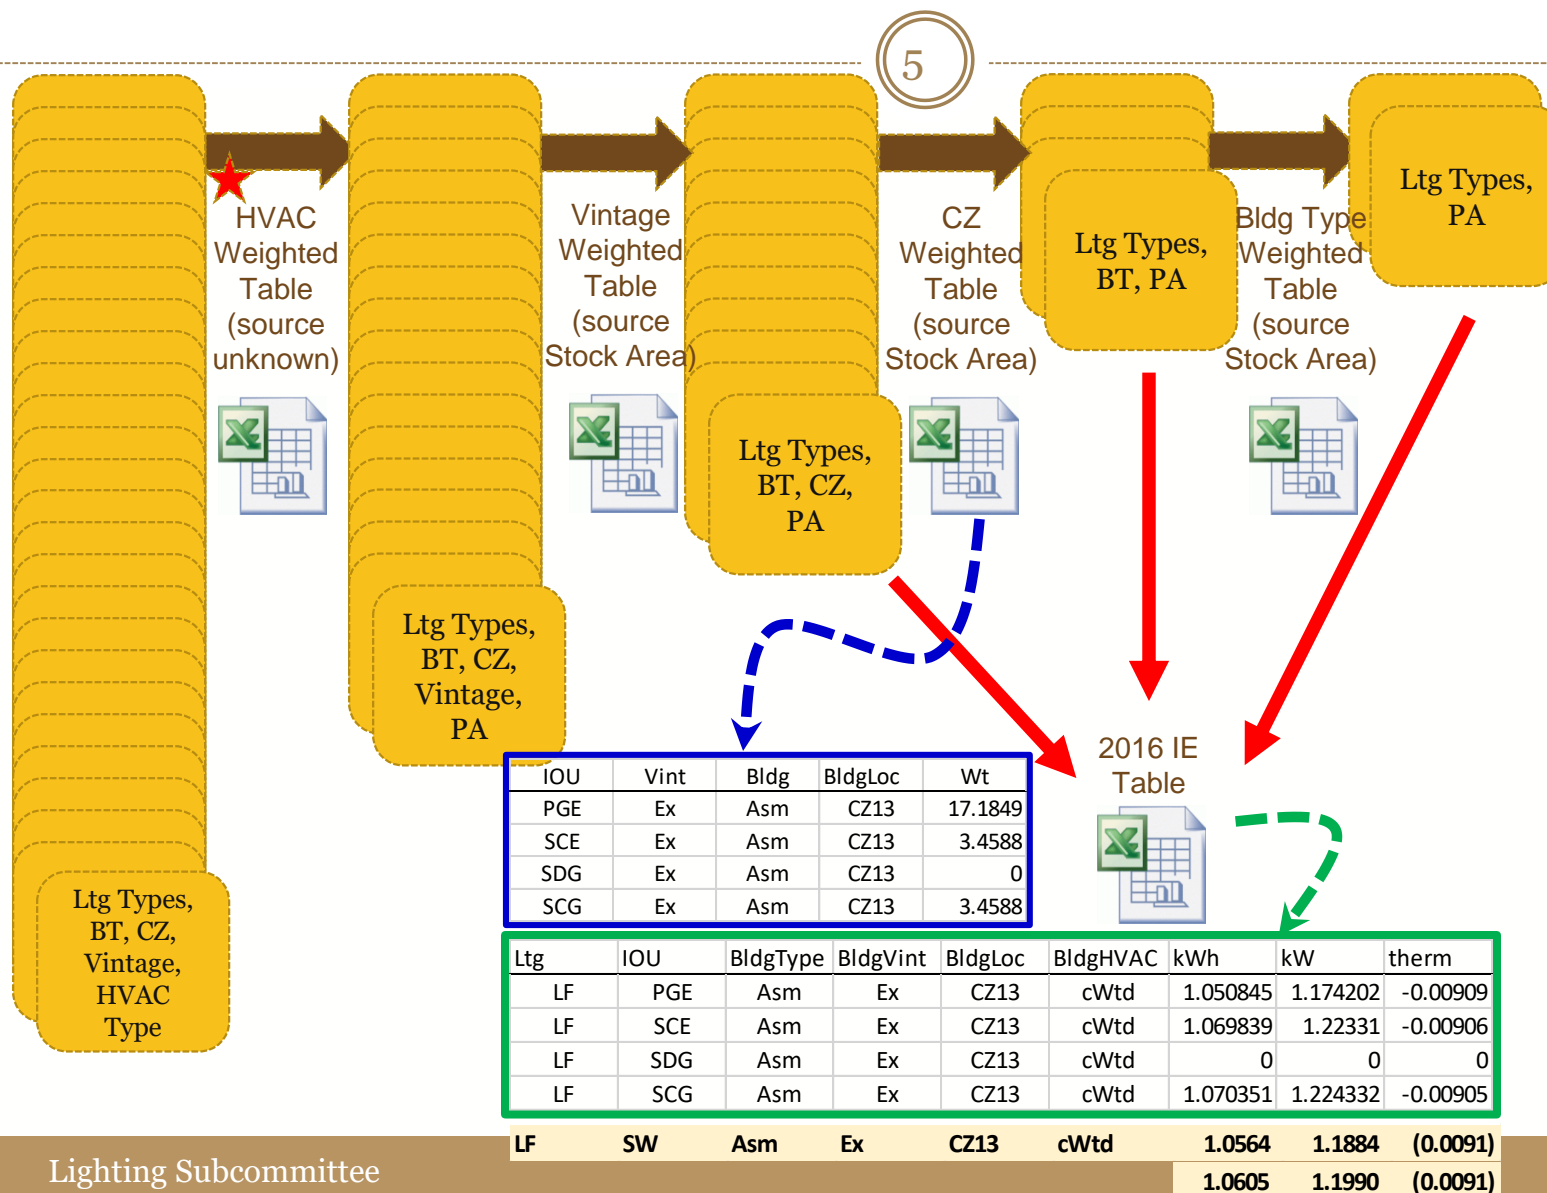 5
HVAC
Weighted
Table
(source
unknown)
Vintage
Weighted
Table
(source
Stock Area)
CZ
Weighted
Table
(source
Stock Area)
Bldg Type
Weighted
Table
(source
Stock Area)
Ltg Types,
BT, CZ,
Vintage,
HVAC
Type
Ltg Types,
BT, CZ,
Vintage,
PA
Ltg Types,
BT, CZ,
PA
Ltg Types,
BT, PA
Ltg Types,
PA
2016 IE
Table
IOU Vint Bldg BldgLoc Wt
PGE Ex Asm CZ13 17.1849
SCE Ex Asm CZ13 3.4588
SDG Ex Asm CZ13 0
SCG Ex Asm CZ13 3.4588
Ltg IOU BldgType BldgVint BldgLoc BldgHVAC kWh kW therm
LF PGE Asm Ex CZ13 cWtd 1.050845 1.174202 -0.00909
LF SCE Asm Ex CZ13 cWtd 1.069839 1.22331 -0.00906
LF SDG Asm Ex CZ13 cWtd 0 0 0
LF SCG Asm Ex CZ13 cWtd 1.070351 1.224332 -0.00905
LF SW Asm Ex CZ13 cWtd 1.0564 1.1884 (0.0091)
1.0605 1.1990 (0.0091)
Lighting Subcommittee